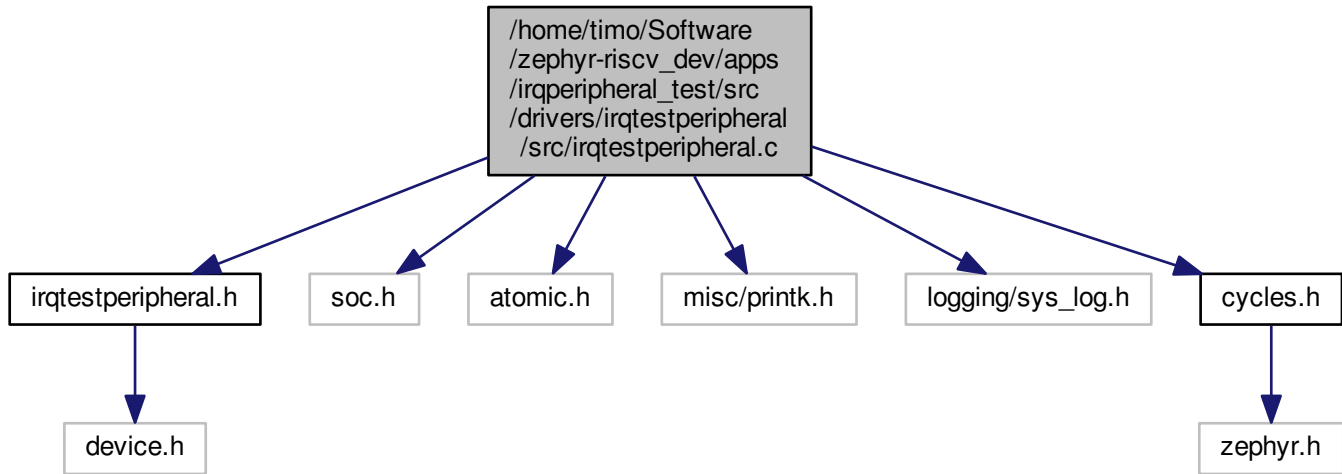 /home/timo/Software
/zephyr-riscv_dev/apps
/irqperipheral_test/src
/drivers/irqtestperipheral
/src/irqtestperipheral.c
irqtestperipheral.h
soc.h
atomic.h
misc/printk.h
logging/sys_log.h
cycles.h
device.h
zephyr.h